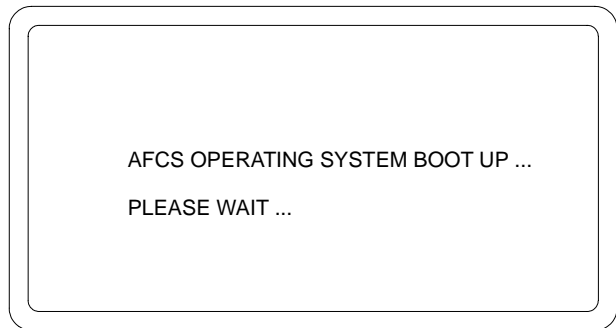 AFCS OPERATING SYSTEM BOOT UP ...
PLEASE WAIT ...